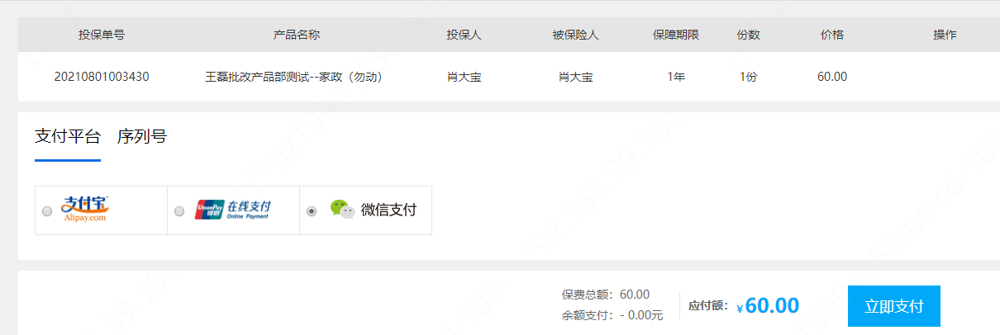 投保单号 产品名称 投保人 被保险人 保障期限 份数 价格 操作
20210801003430 王磊批改产品部测试--家政（勿动） 肖大宝 肖大宝 1年 1份 60.00
支付平台 序列号
支付宝 Alipay.com UnionPay 银联 在线支付 Online Payment 微信支付
保费总额：60.00
余额支付：- 0.00元
应付额：¥60.00
立即支付